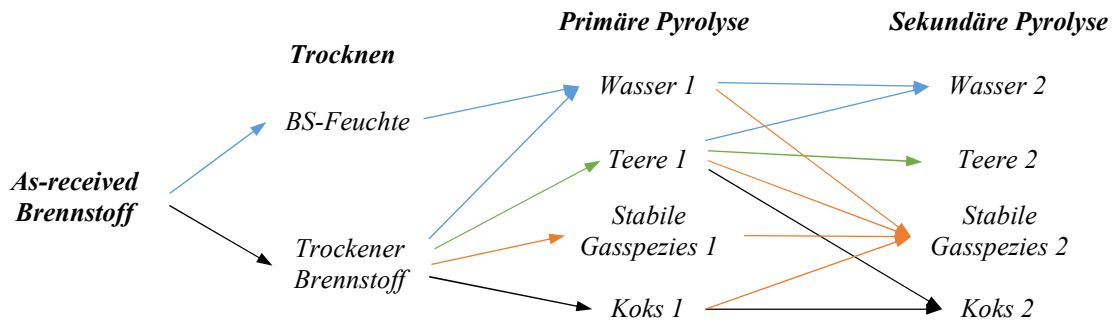 As-received
Brennstoff
Trocknen
BS-Feuchte
Trockener
Brennstoff
Primäre Pyrolyse
Wasser 1
Teere 1
Stabile
Gasspezies 1
Koks 1
Sekundäre Pyrolyse
Wasser 2
Teere 2
Stabile
Gasspezies 2
Koks 2